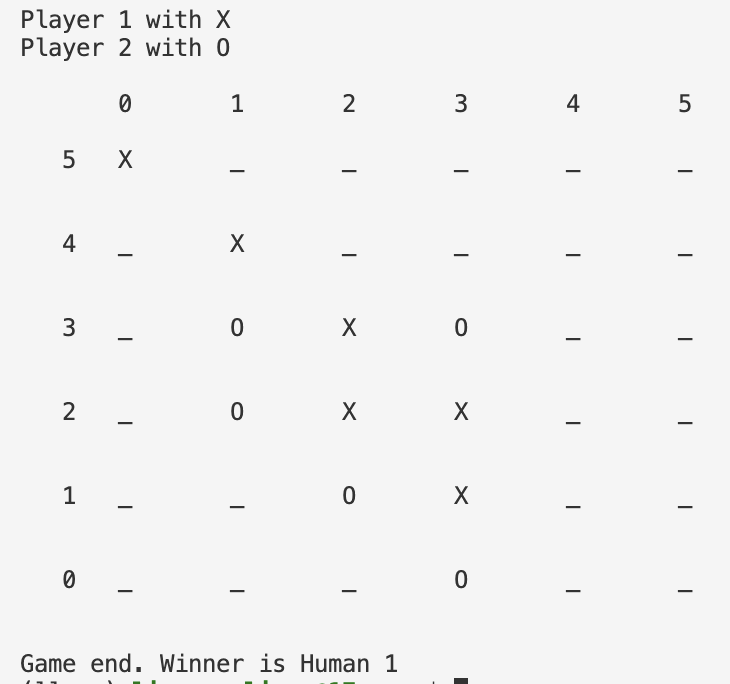 Player 1 with X
Player 2 with O
0 1 2 3 4 5
5 X _ _ _ _ _
4 _ X _ _ _ _
3 _ O X O _ _
2 _ O X X _ _
1 _ _ O X _ _
0 _ _ _ O _ _
Game end. Winner is Human 1